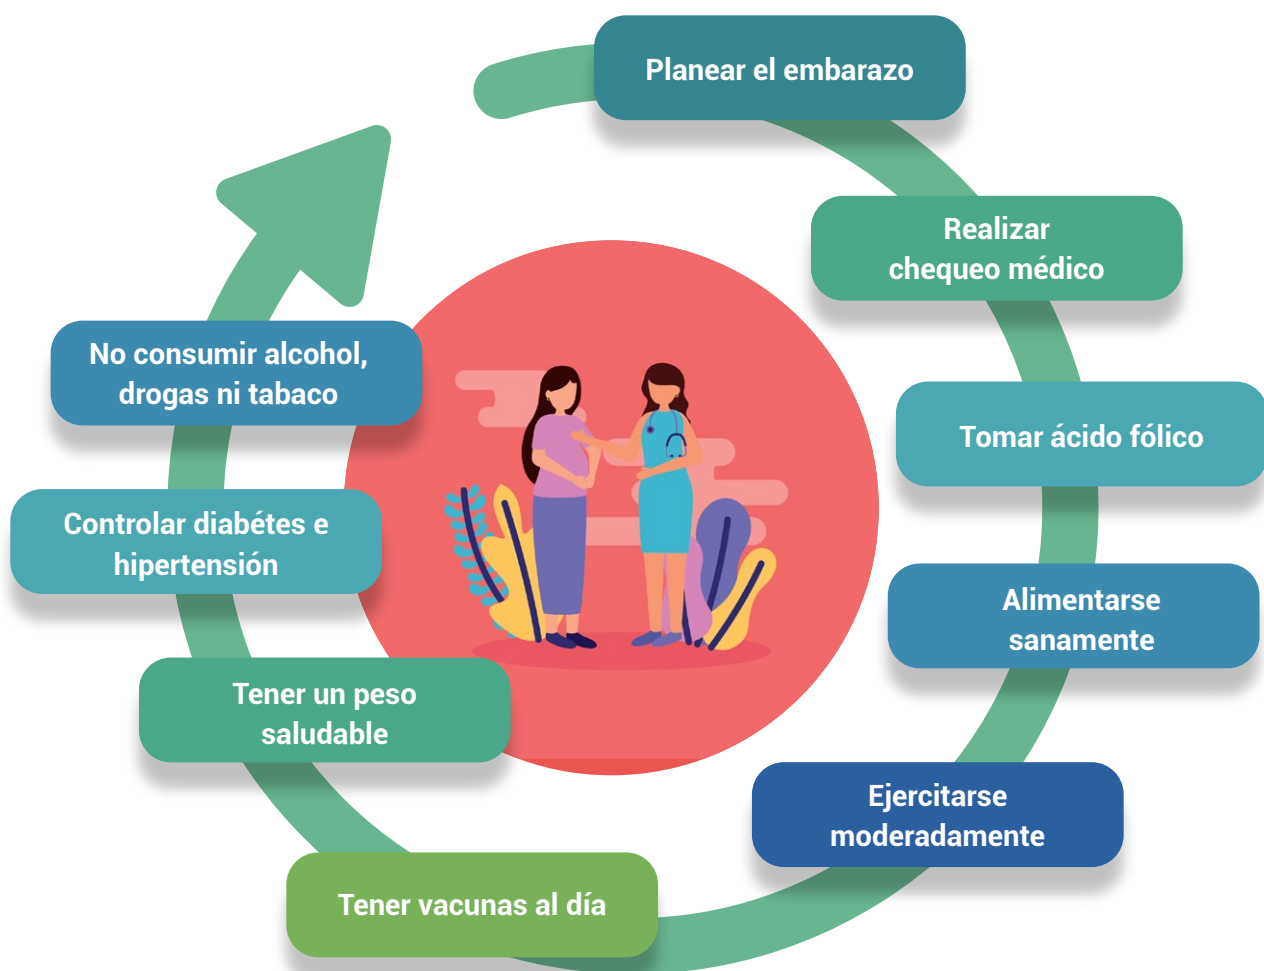 Planear el embarazo
Realizar
chequeo médico
Tomar ácido fólico
Alimentarse
sanamente
Ejercitarse
moderadamente
Tener vacunas al día
Tener un peso
saludable
Controlar diabétes e
hipertensión
No consumir alcohol,
drogas ni tabaco